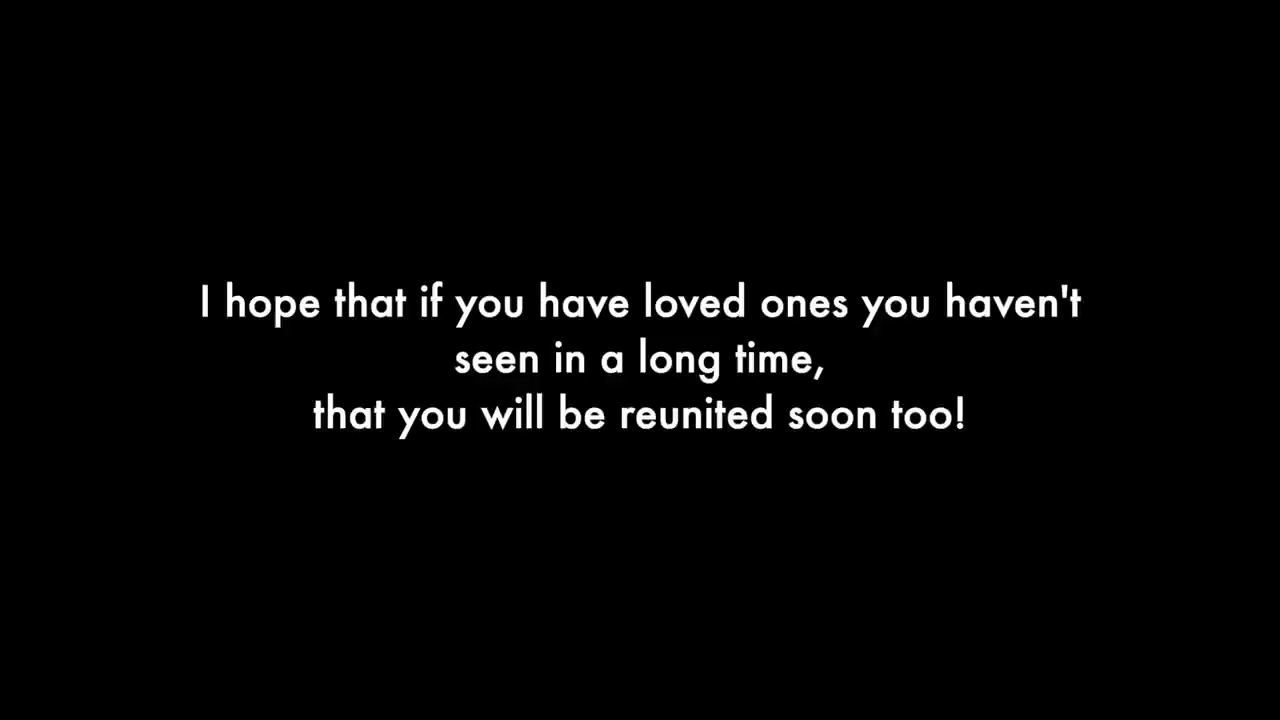 I hope that if you have loved ones you haven't
seen in a long time,
that you will be reunited soon too!